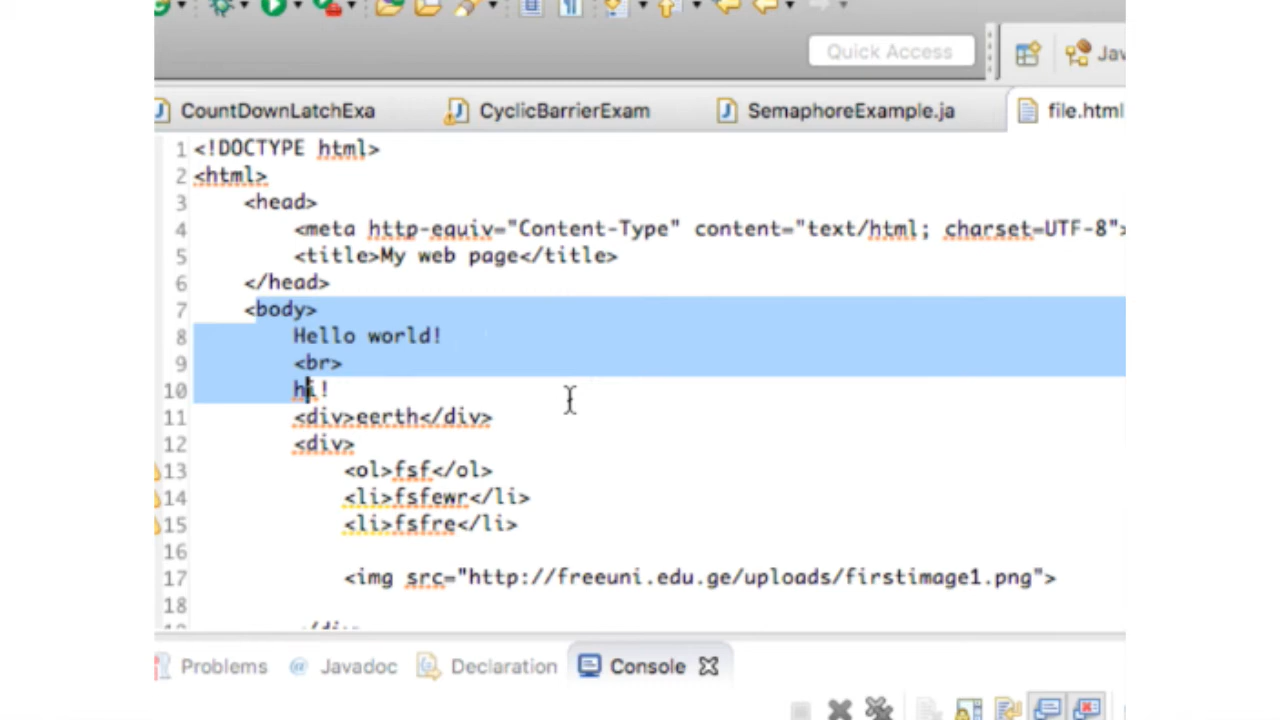 Quick Access
Jav
CountDownLatchExa
CyclicBarrierExam
SemaphoreExample.ja
file.html
1 <!DOCTYPE html>
2 <html>
3 <head>
4 <meta http-equiv="Content-Type" content="text/html; charset=UTF-8">
5 <title>My web page</title>
6 </head>
7 <body>
8 Hello world!
9 <br>
10 hi!
11 <div>eerth</div>
12 <div>
13 <ol>fsf</ol>
14 <li>fsfewr</li>
15 <li>fsfre</li>
16
17 <img src="http://freeuni.edu.ge/uploads/firstimage1.png">
18
Problems
Javadoc
Declaration
Console